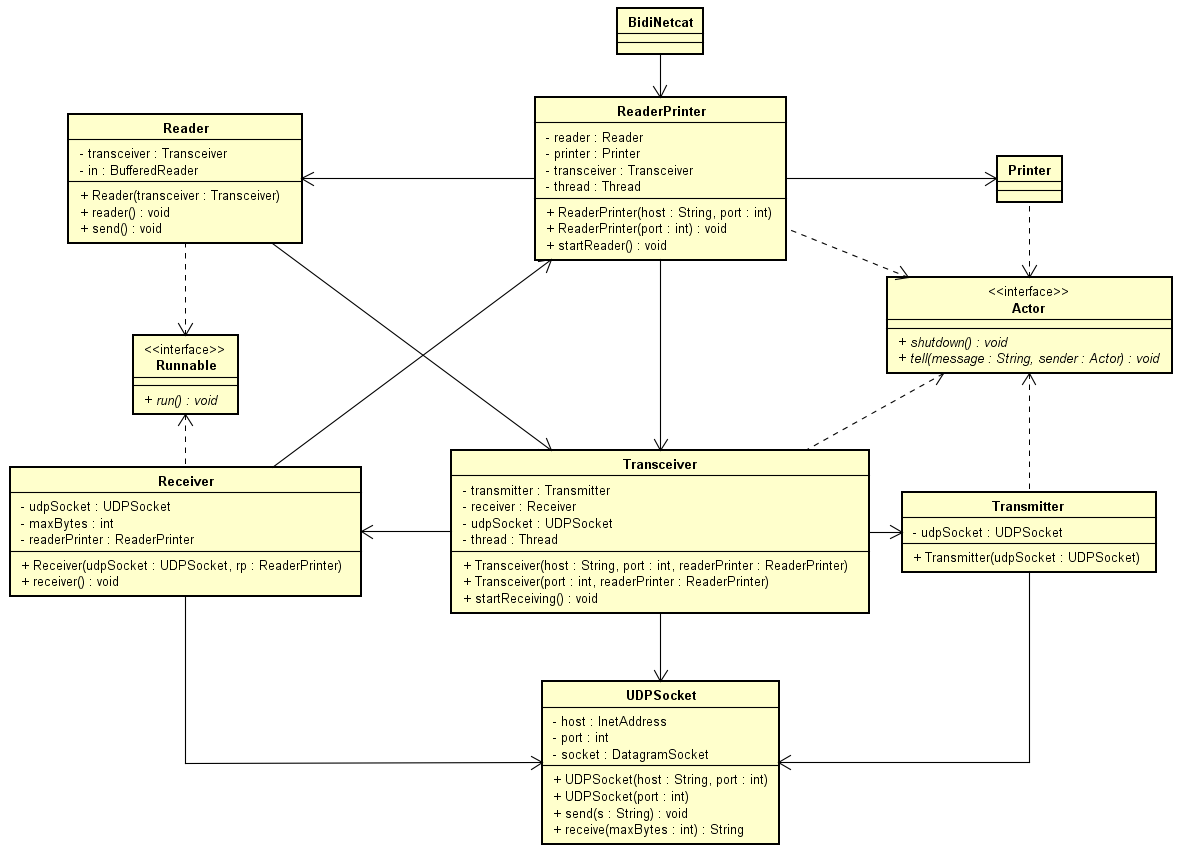 BidiNetcat
ReaderPrinter
- reader : Reader
- printer : Printer
- transceiver : Transceiver
- thread : Thread
+ ReaderPrinter(host : String, port : int)
+ ReaderPrinter(port : int) : void
+ startReader() : void
Reader
- transceiver : Transceiver
- in : BufferedReader
+ Reader(transceiver : Transceiver)
+ reader() : void
+ send() : void
Printer
<<interface>>
Actor
+ shutdown() : void
+ tell(message : String, sender : Actor) : void
<<interface>>
Runnable
+ run() : void
Receiver
- udpSocket : UDPSocket
- maxBytes : int
- readerPrinter : ReaderPrinter
+ Receiver(udpSocket : UDPSocket, rp : ReaderPrinter)
+ receiver() : void
Transceiver
- transmitter : Transmitter
- receiver : Receiver
- udpSocket : UDPSocket
- thread : Thread
+ Transceiver(host : String, port : int, readerPrinter : ReaderPrinter)
+ Transceiver(port : int, readerPrinter : ReaderPrinter)
+ startReceiving() : void
Transmitter
- udpSocket : UDPSocket
+ Transmitter(udpSocket : UDPSocket)
UDPSocket
- host : InetAddress
- port : int
- socket : DatagramSocket
+ UDPSocket(host : String, port : int)
+ UDPSocket(port : int)
+ send(s : String) : void
+ receive(maxBytes : int) : String